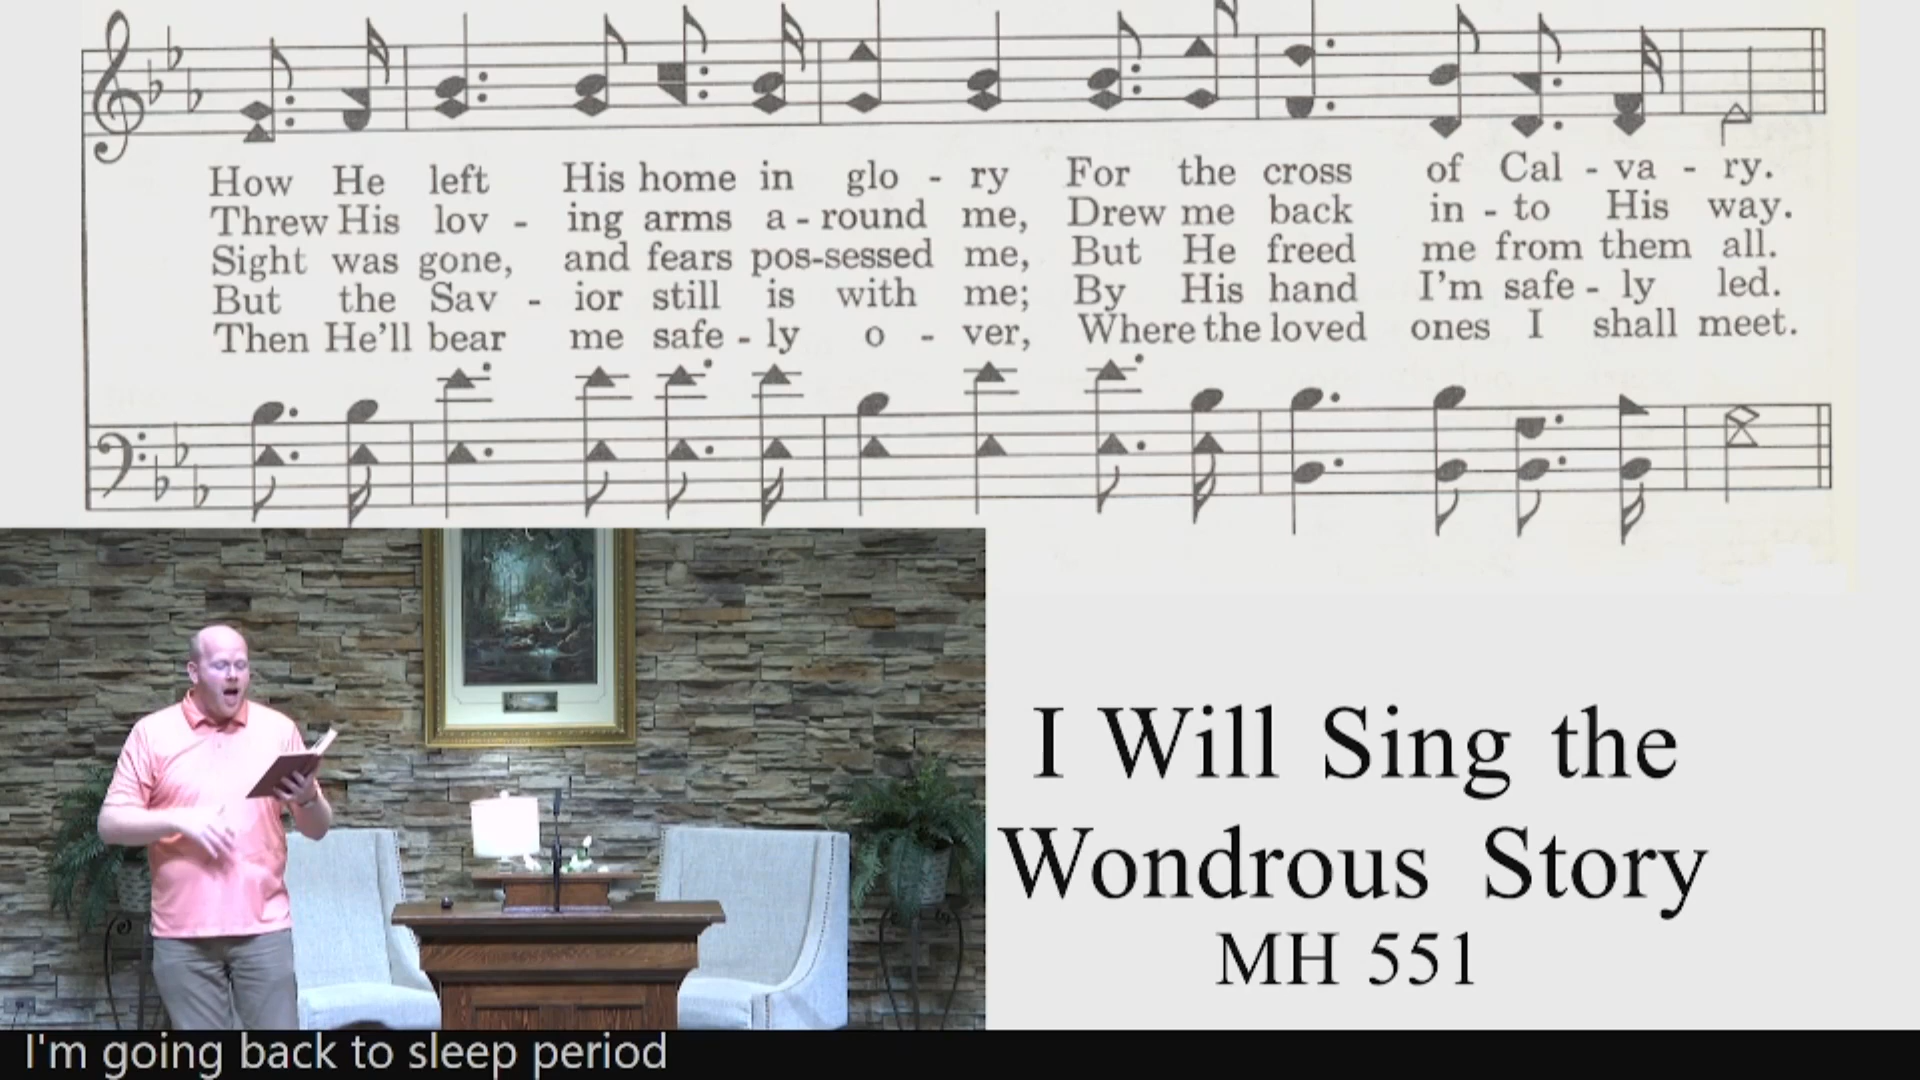 How He left His home in glo - ry For the cross of Cal - va - ry.
Threw His lov - ing arms a - round me, Drew me back in - to His way.
Sight was gone, and fears pos-sessed me, But He freed me from them all.
But the Sav - ior still is with me; By His hand I'm safe - ly led.
Then He'll bear me safe - ly o - ver, Where the loved ones I shall meet.
I Will Sing the
Wondrous Story
MH 551
I'm going back to sleep period